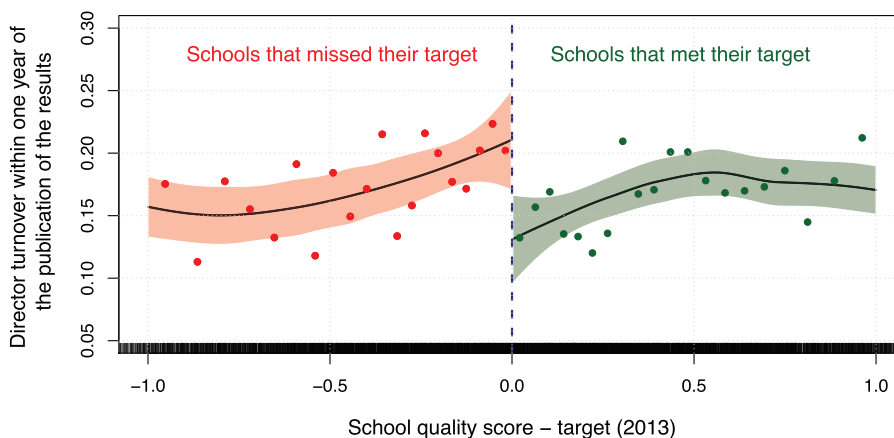 Director turnover within one year of
the publication of the results
0.30
0.25
0.20
0.15
0.10
0.05
Schools that missed their target
Schools that met their target
−1.0
−0.5
0.0
0.5
1.0
School quality score − target (2013)